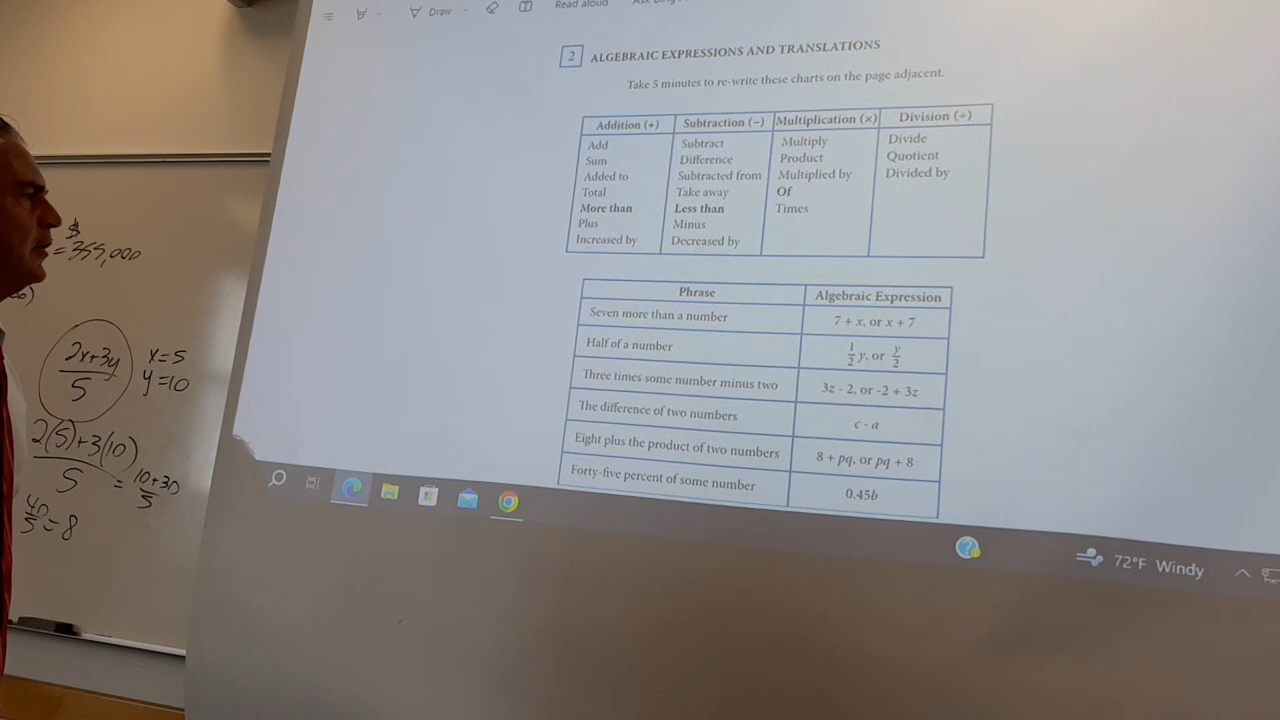 Draw
Read aloud
2 ALGEBRAIC EXPRESSIONS AND TRANSLATIONS
Take 5 minutes to re-write these charts on the page adjacent.
Addition (+) Subtraction (−) Multiplication (×) Division (÷)
Add Subtract Multiply Divide
Sum Difference Product Quotient
Added to Subtracted from Multiplied by Divided by
Total Take away Of
More than Less than Times
Plus Minus
Increased by Decreased by
Phrase Algebraic Expression
Seven more than a number 7 + x, or x + 7
Half of a number 1/2 y, or y/2
Three times some number minus two 3z - 2, or -2 + 3z
The difference of two numbers c - a
Eight plus the product of two numbers 8 + pq, or pq + 8
Forty-five percent of some number 0.45b
72°F Windy
$
= 355,000
2x+3y
5
x=5
y=10
2(5)+3(10)
5
= 10+30
5
40
5
= 8